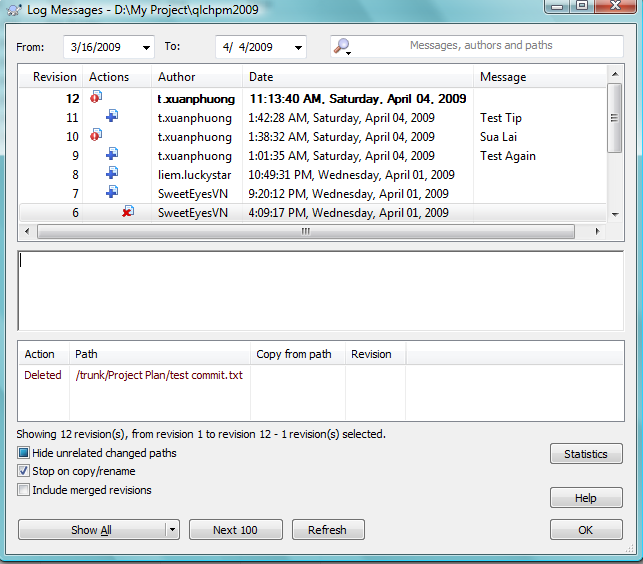 Log Messages - D:\My Project\qlchpm2009
From: 3/16/2009 To: 4/ 4/2009 Messages, authors and paths
Revision Actions Author Date Message
12 t.xuanphuong 11:13:40 AM, Saturday, April 04, 2009
11 t.xuanphuong 1:42:28 AM, Saturday, April 04, 2009 Test Tip
10 t.xuanphuong 1:38:32 AM, Saturday, April 04, 2009 Sua Lai
9 t.xuanphuong 1:01:35 AM, Saturday, April 04, 2009 Test Again
8 liem.luckystar 10:49:31 PM, Wednesday, April 01, 2009
7 SweetEyesVN 9:20:12 PM, Wednesday, April 01, 2009
6 SweetEyesVN 4:09:17 PM, Wednesday, April 01, 2009
Action Path Copy from path Revision
Deleted /trunk/Project Plan/test commit.txt
Showing 12 revision(s), from revision 1 to revision 12 - 1 revision(s) selected.
Hide unrelated changed paths
Statistics
Stop on copy/rename
Include merged revisions
Help
Show All Next 100 Refresh OK